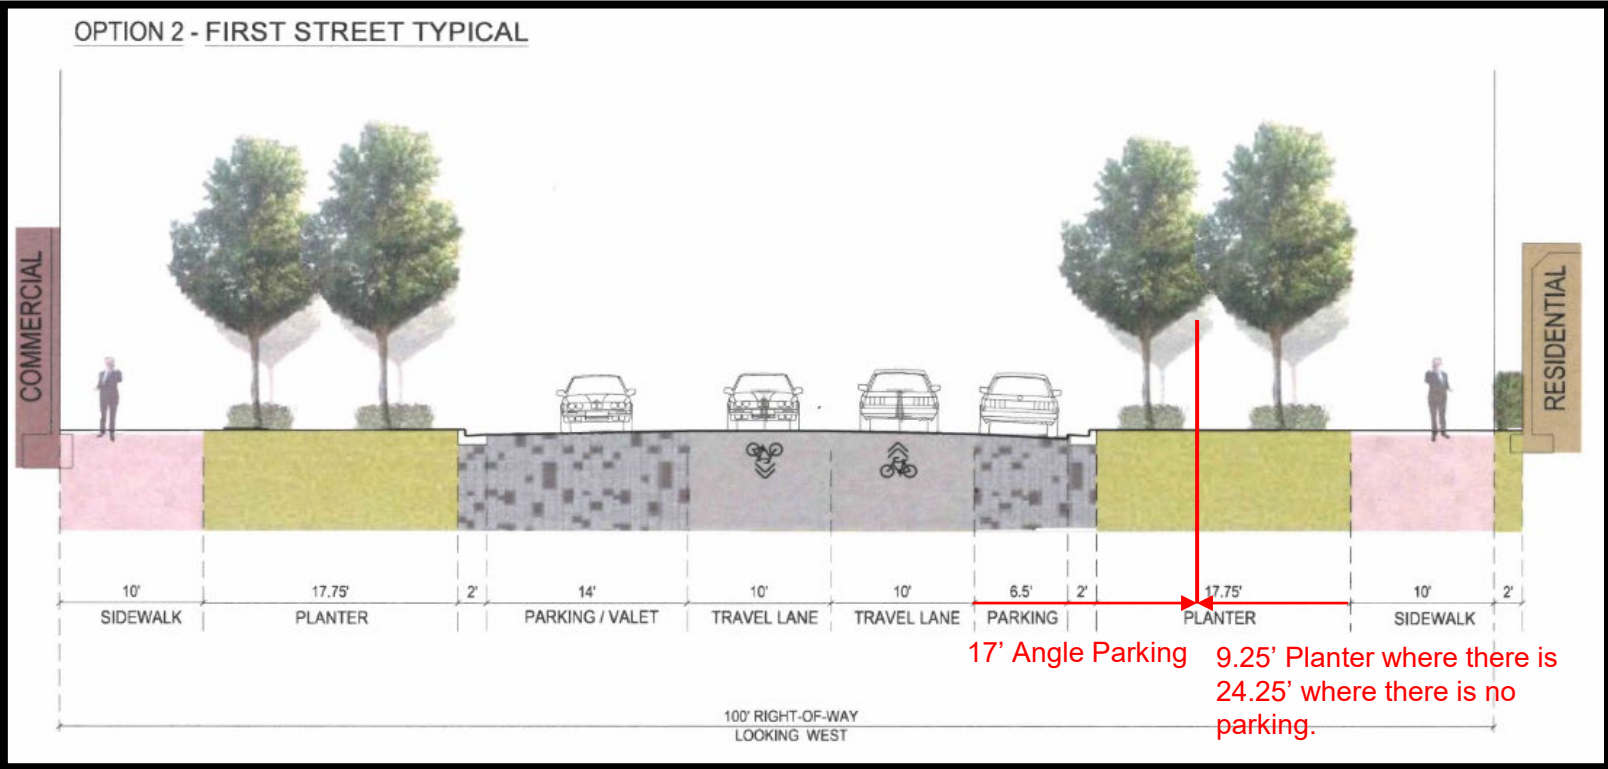 OPTION 2 - FIRST STREET TYPICAL
COMMERCIAL
RESIDENTIAL
10' 17.75' 2' 14' 10' 10' 6.5' 2' 17.75' 10' 2'
SIDEWALK PLANTER PARKING / VALET TRAVEL LANE TRAVEL LANE PARKING PLANTER SIDEWALK
17’ Angle Parking
9.25’ Planter where there is
24.25’ where there is no
parking.
100' RIGHT-OF-WAY
LOOKING WEST